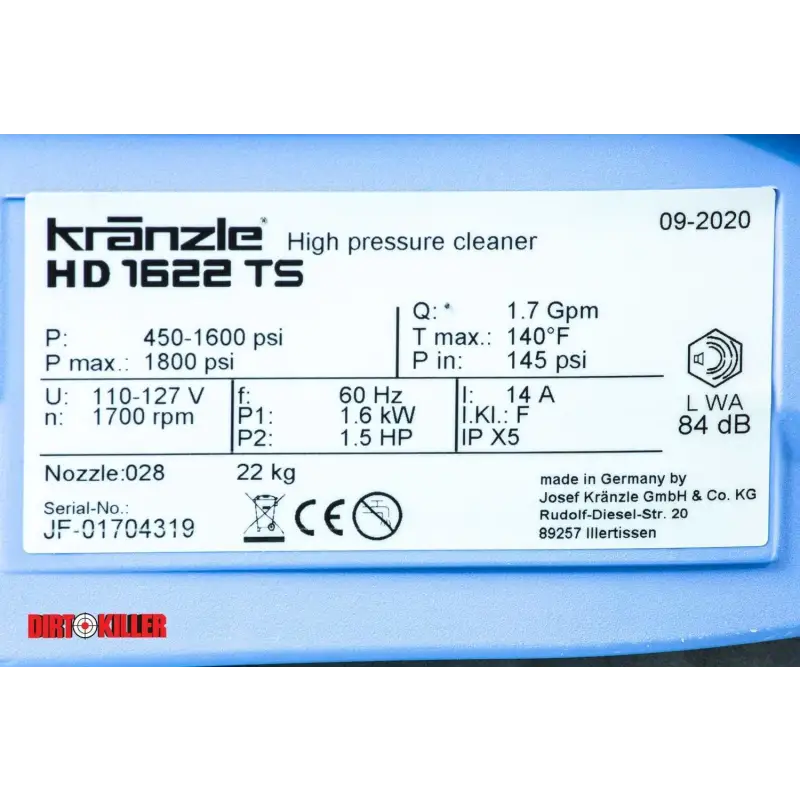 kränzle® High pressure cleaner 09-2020
HD 1622 TS
Q: 1.7 Gpm
P: 450-1600 psi T max.: 140°F
P max.: 1800 psi P in: 145 psi
U: 110-127 V f: 60 Hz I: 14 A
n: 1700 rpm P1: 1.6 kW I.Kl.: F
P2: 1.5 HP IP X5
L WA
84 dB
Nozzle:028 22 kg
Serial-No.:
JF-01704319
CE
made in Germany by
Josef Kränzle GmbH & Co. KG
Rudolf-Diesel-Str. 20
89257 Illertissen
DIRT KILLER